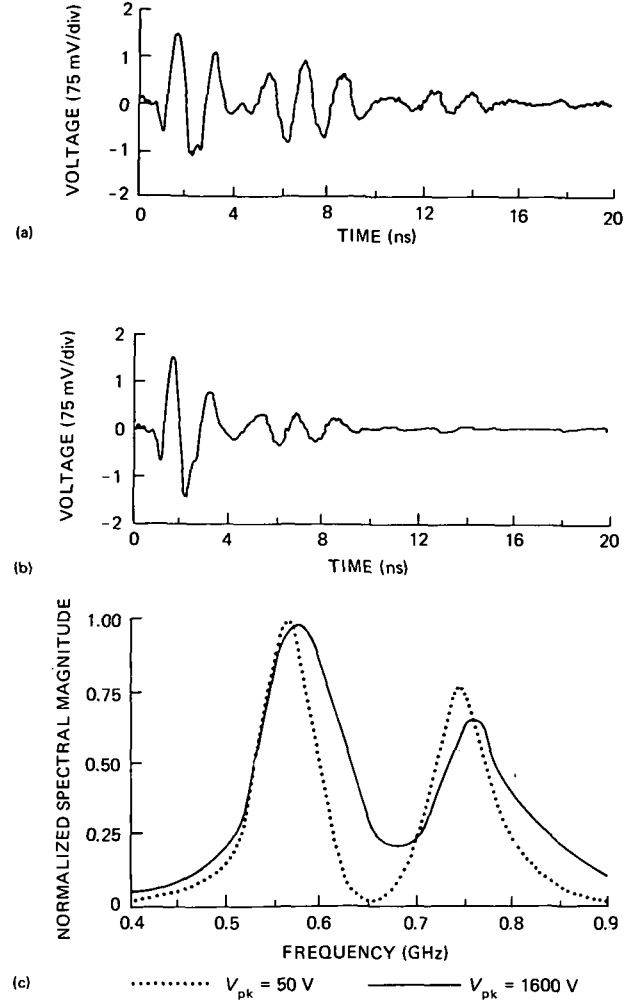 2
1
0
-1
-2
VOLTAGE (75 mV/div)
0 4 8 12 16 20
TIME (ns)
(a)
2
1
0
-1
-2
VOLTAGE (75 mV/div)
0 4 8 12 16 20
TIME (ns)
(b)
1.00
0.75
0.50
0.25
0
NORMALIZED SPECTRAL MAGNITUDE
0.4 0.5 0.6 0.7 0.8 0.9
FREQUENCY (GHz)
(c) Vpk = 50 V Vpk = 1600 V